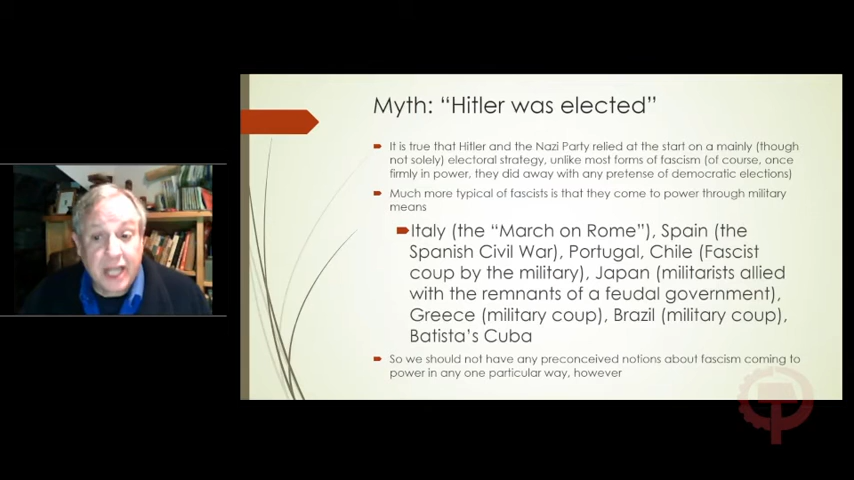 Myth: “Hitler was elected”
It is true that Hitler and the Nazi Party relied at the start on a mainly (though
not solely) electoral strategy, unlike most forms of fascism (of course, once
firmly in power, they did away with any pretense of democratic elections)
Much more typical of fascists is that they come to power through military
means
Italy (the “March on Rome”), Spain (the
Spanish Civil War), Portugal, Chile (Fascist
coup by the military), Japan (militarists allied
with the remnants of a feudal government),
Greece (military coup), Brazil (military coup),
Batista’s Cuba
So we should not have any preconceived notions about fascism coming to
power in any one particular way, however